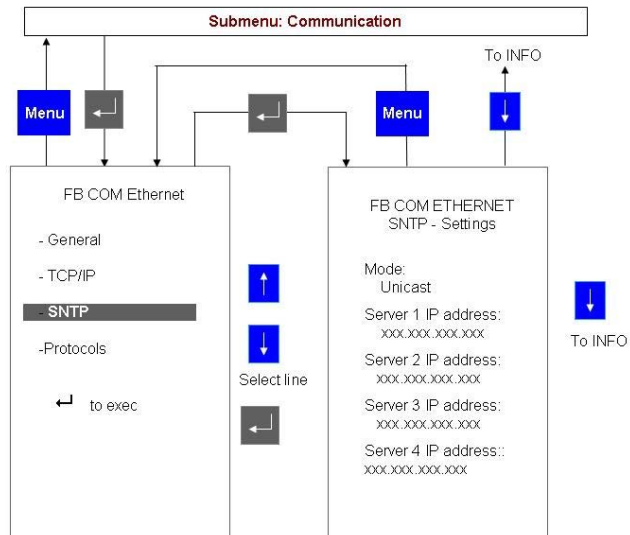 Submenu: Communication
To INFO
Menu
Menu
FB COM Ethernet
- General
- TCP/IP
- SNTP
-Protocols
to exec
Select line
FB COM ETHERNET
SNTP - Settings
Mode:
Unicast
Server 1 IP address:
xxx.xxx.xxx.xxx
Server 2 IP address:
xxx.xxx.xxx.xxx
Server 3 IP address:
xxx.xxx.xxx.xxx
Server 4 IP address::
xxx.xxx.xxx.xxx
To INFO